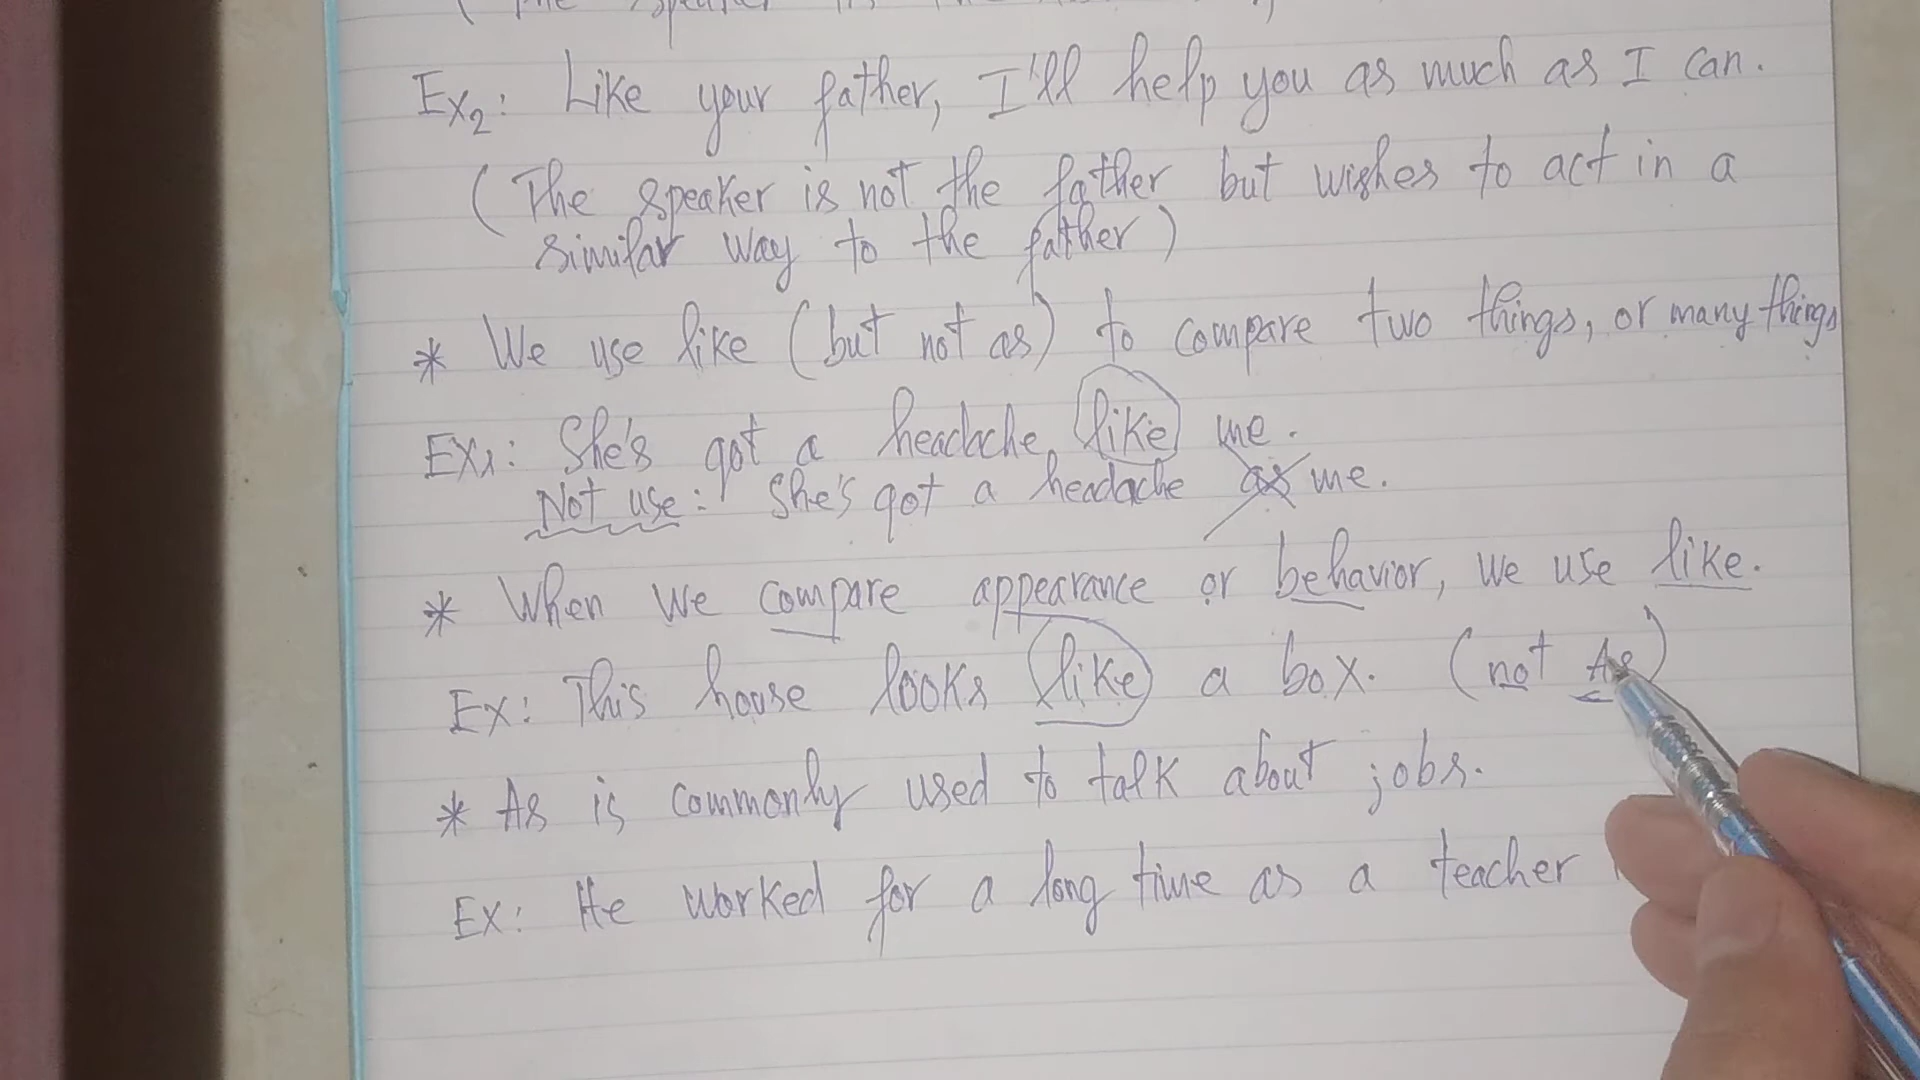 Ex2: Like your father, I'll help you as much as I can.
(The speaker is not the father but wishes to act in a
similar way to the father)
* We use like (but not as) to compare two things, or many things
Ex1: She's got a headache like me.
Not use: She's got a headache as me.
* When we compare appearance or behavior, we use like.
Ex: This house looks like a box. (not As)
* As is commonly used to talk about jobs.
Ex: He worked for a long time as a teacher